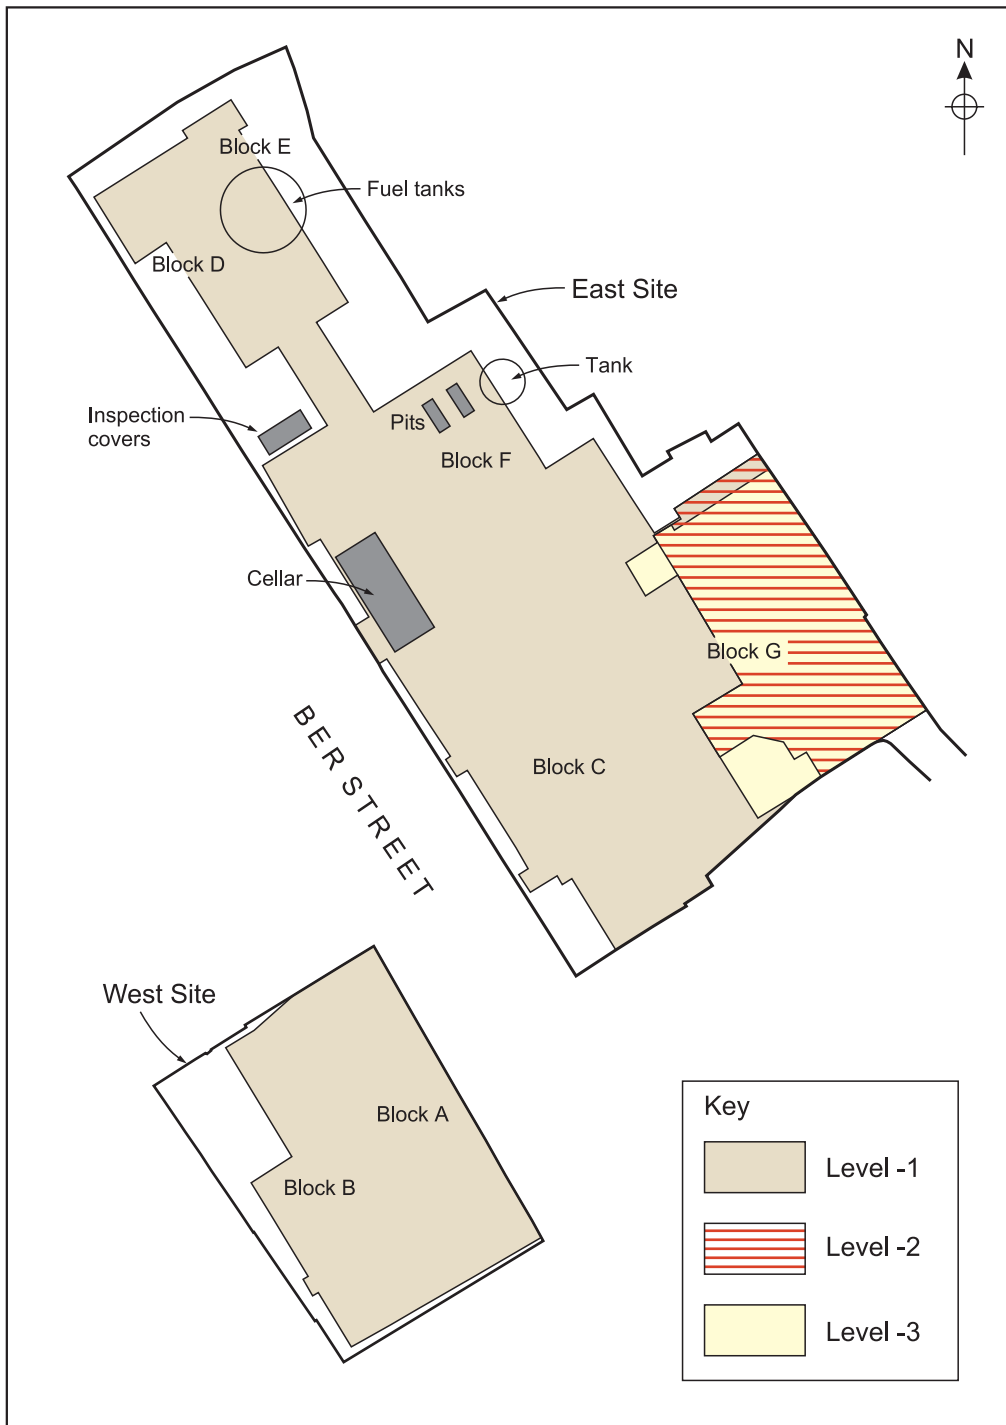 N
Block E
Fuel tanks
Block D
East Site
Tank
Inspection
covers
Pits
Block F
Cellar
Block G
BER STREET
Block C
West Site
Block A
Block B
Key
Level -1
Level -2
Level -3